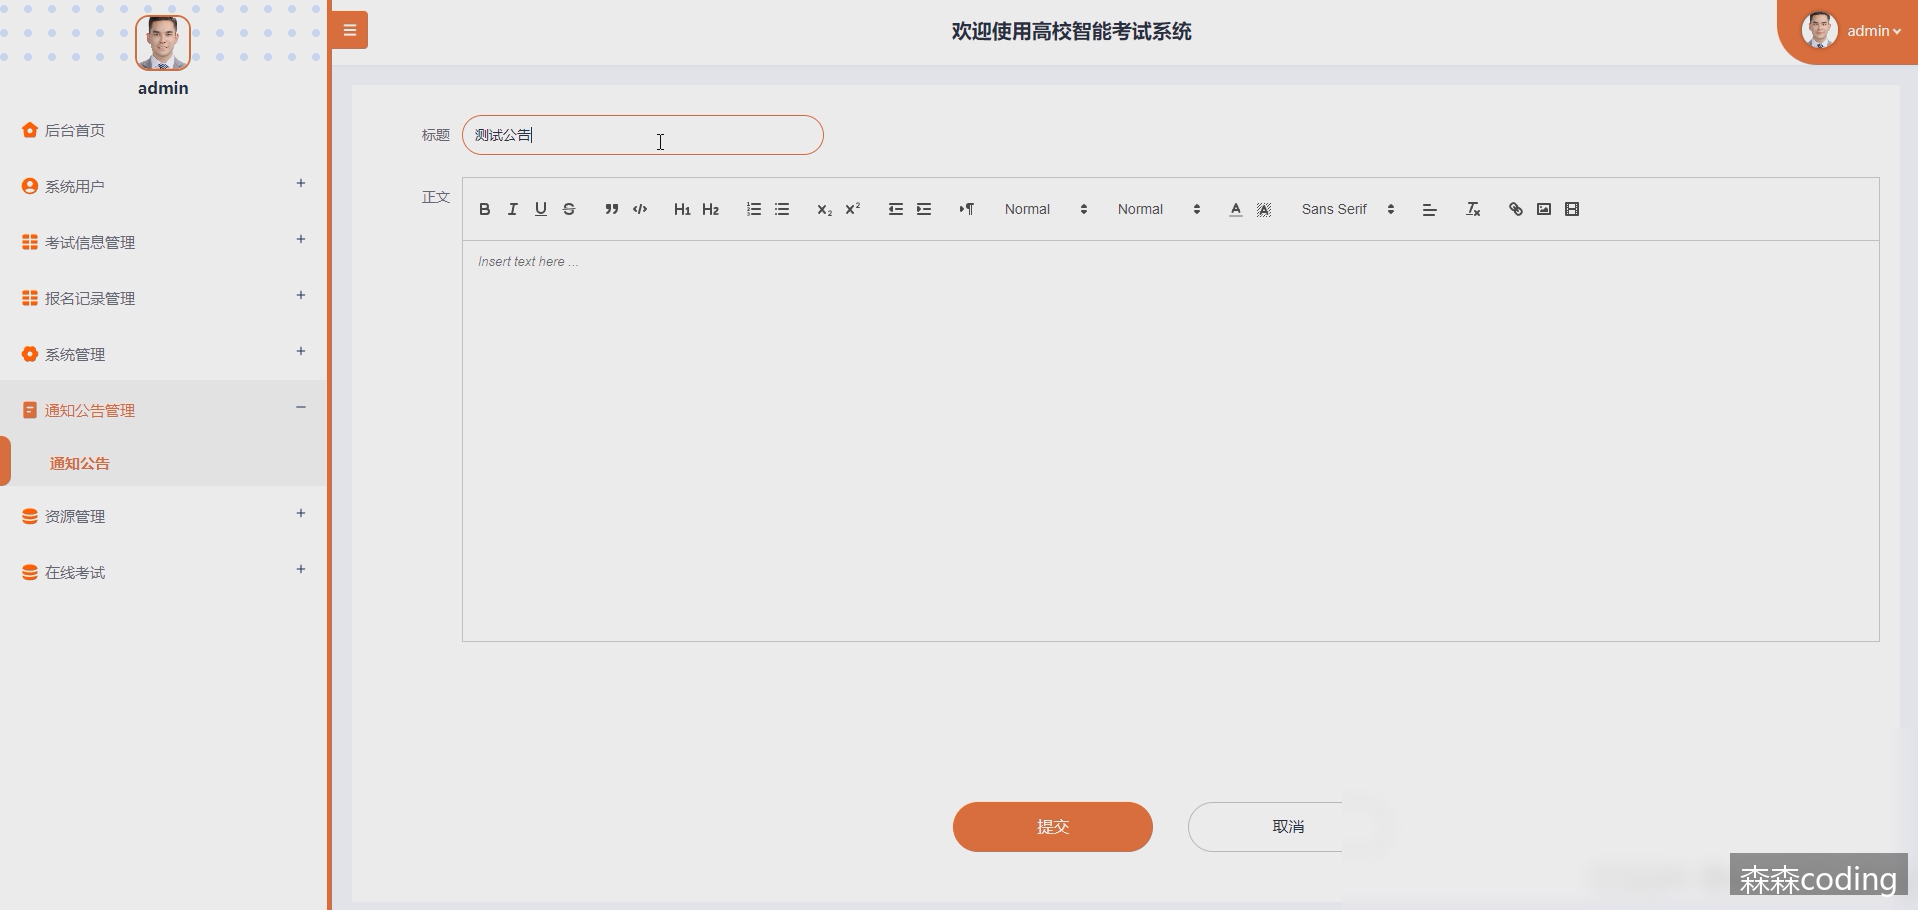 admin
后台首页
系统用户
考试信息管理
报名记录管理
系统管理
通知公告管理
通知公告
资源管理
在线考试
欢迎使用高校智能考试系统
admin
标题 测试公告
正文
B I U S H1 H2 X2 X2 Normal Normal A A Sans Serif Tx
Insert text here ...
提交 取消
森森coding